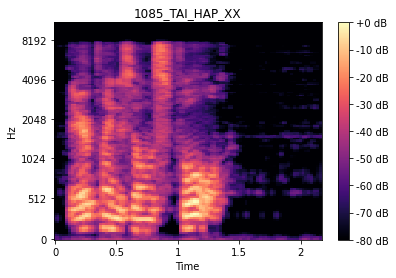 1085_TAI_HAP_XX
+0 dB
8192
-10 dB
4096
-20 dB
-30 dB
2048
Hz
-40 dB
1024
-50 dB
512
-60 dB
-70 dB
0
-80 dB
0 0.5 1 1.5 2
Time